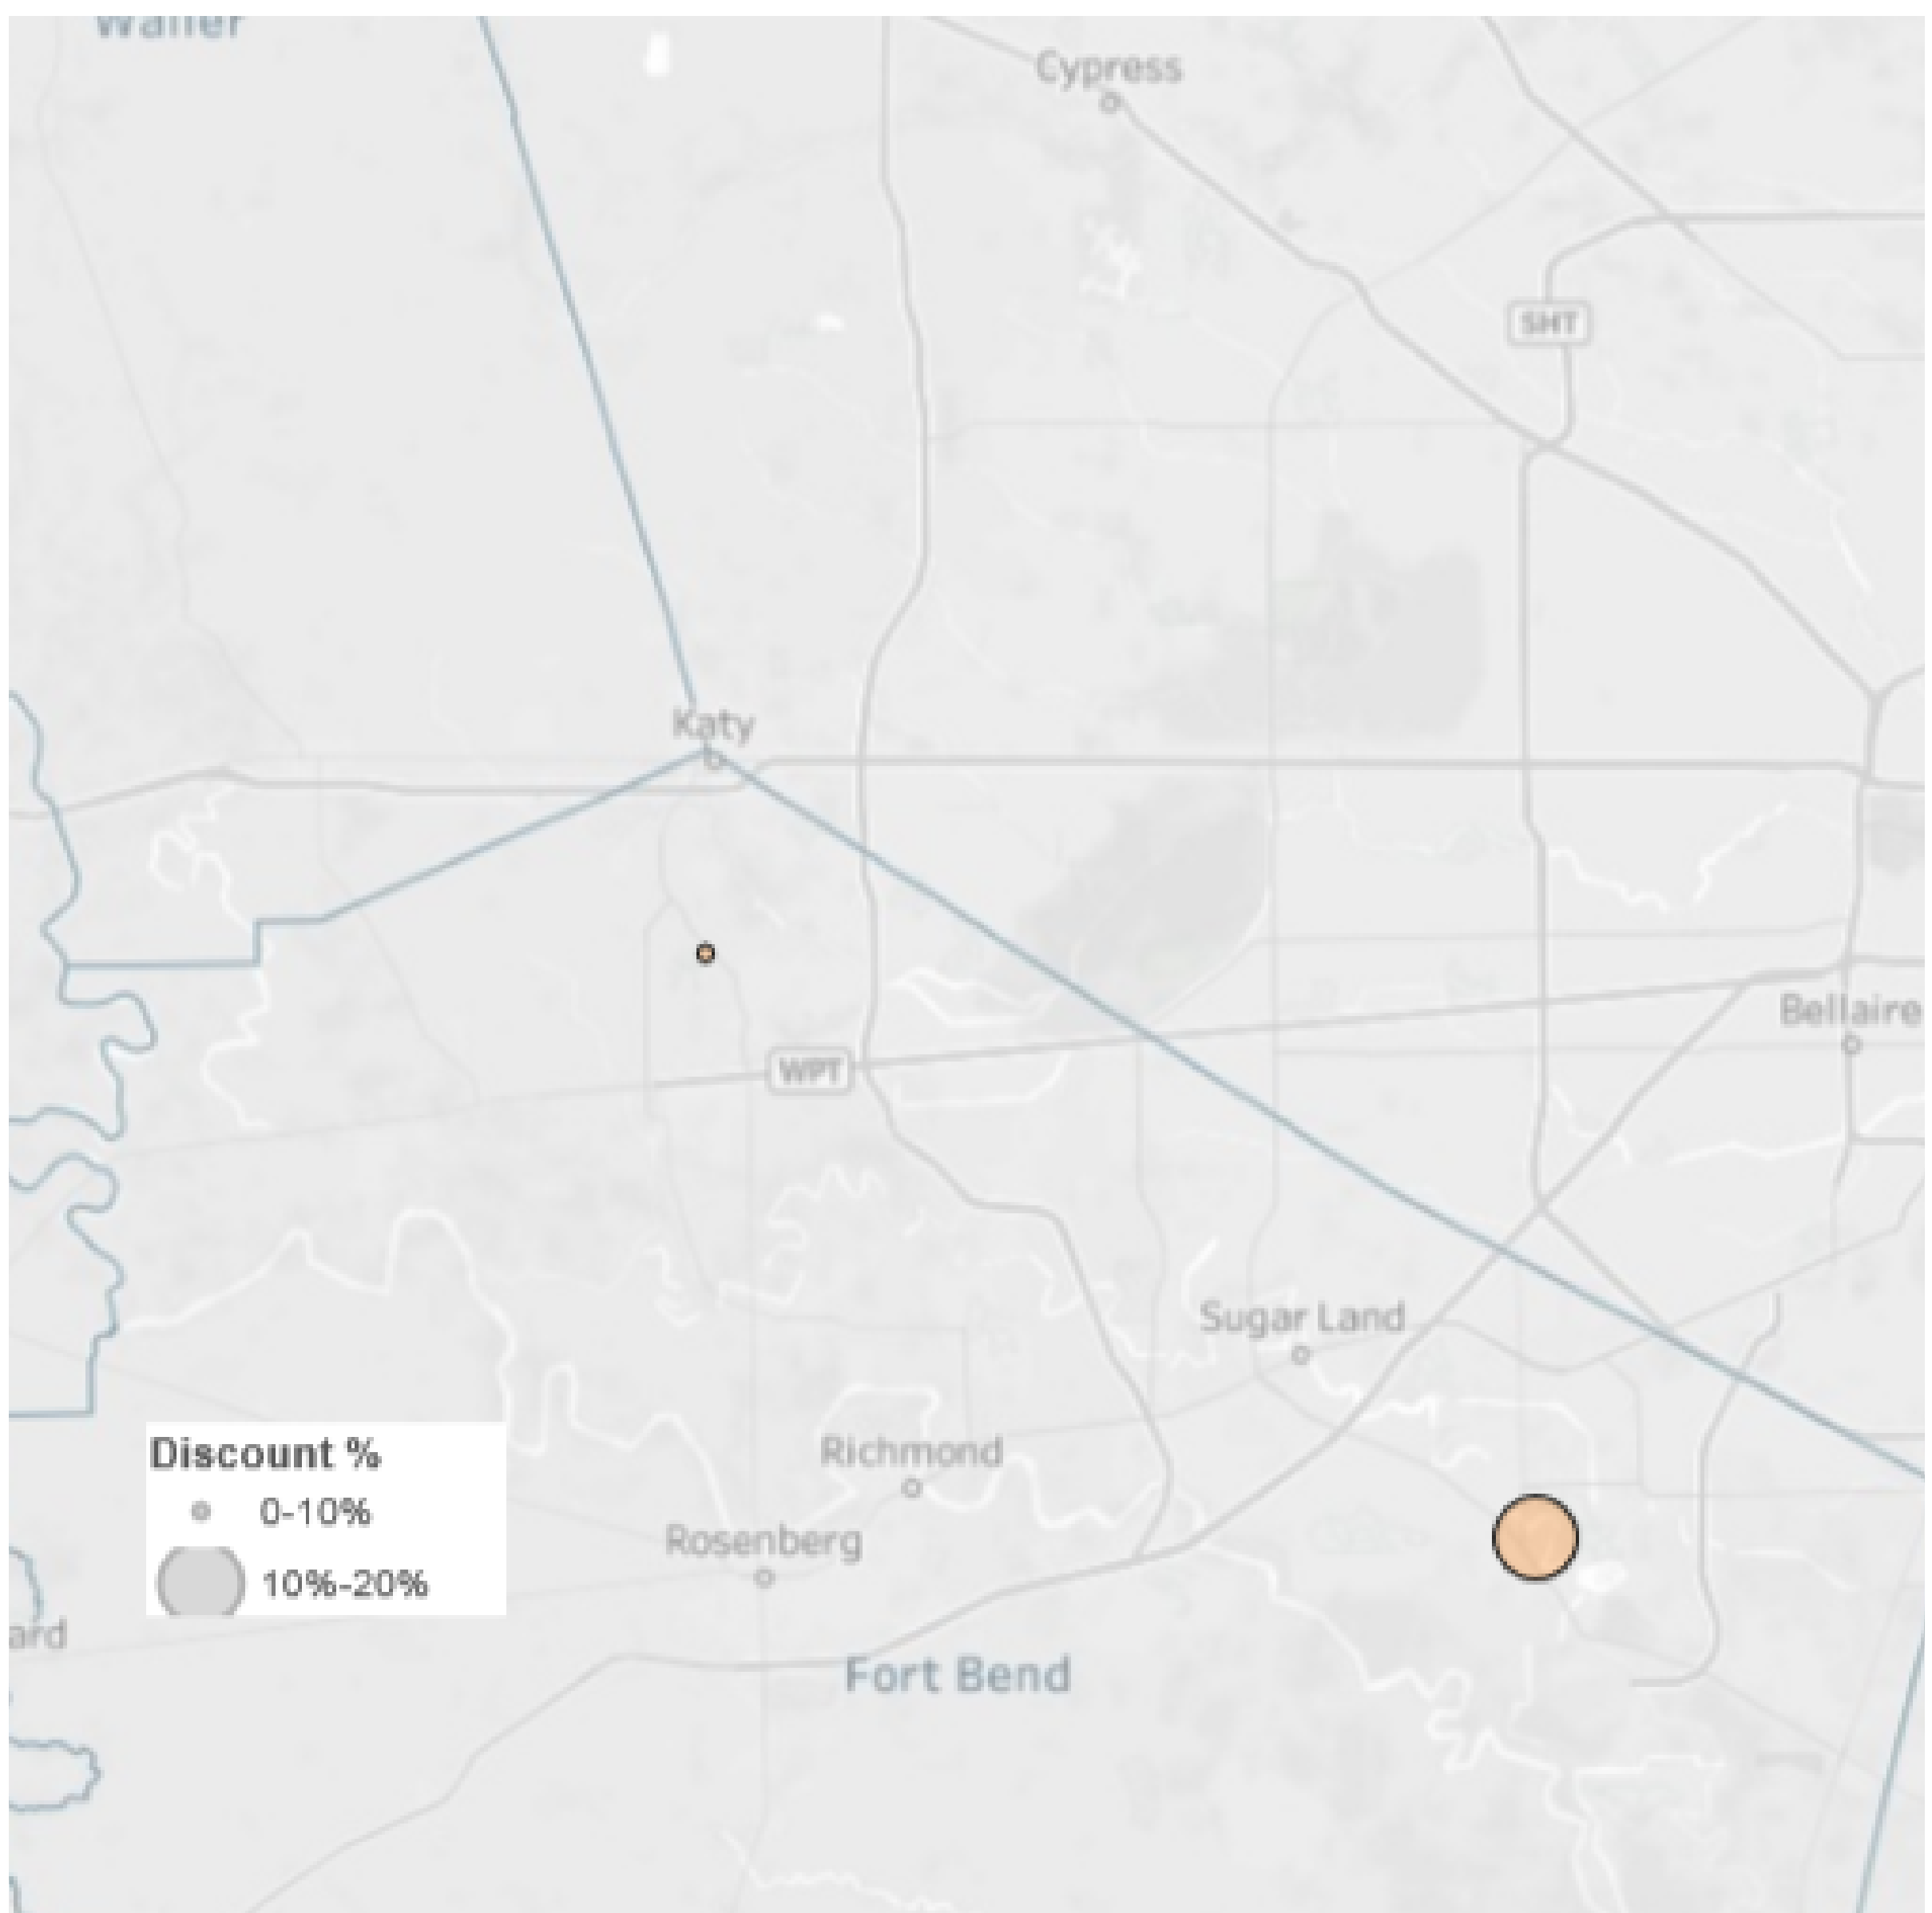 Waller
Cypress
SHT
Katy
Bellaire
WPT
Sugar Land
Richmond
Discount %
0-10%
Rosenberg
10%-20%
ard
Fort Bend